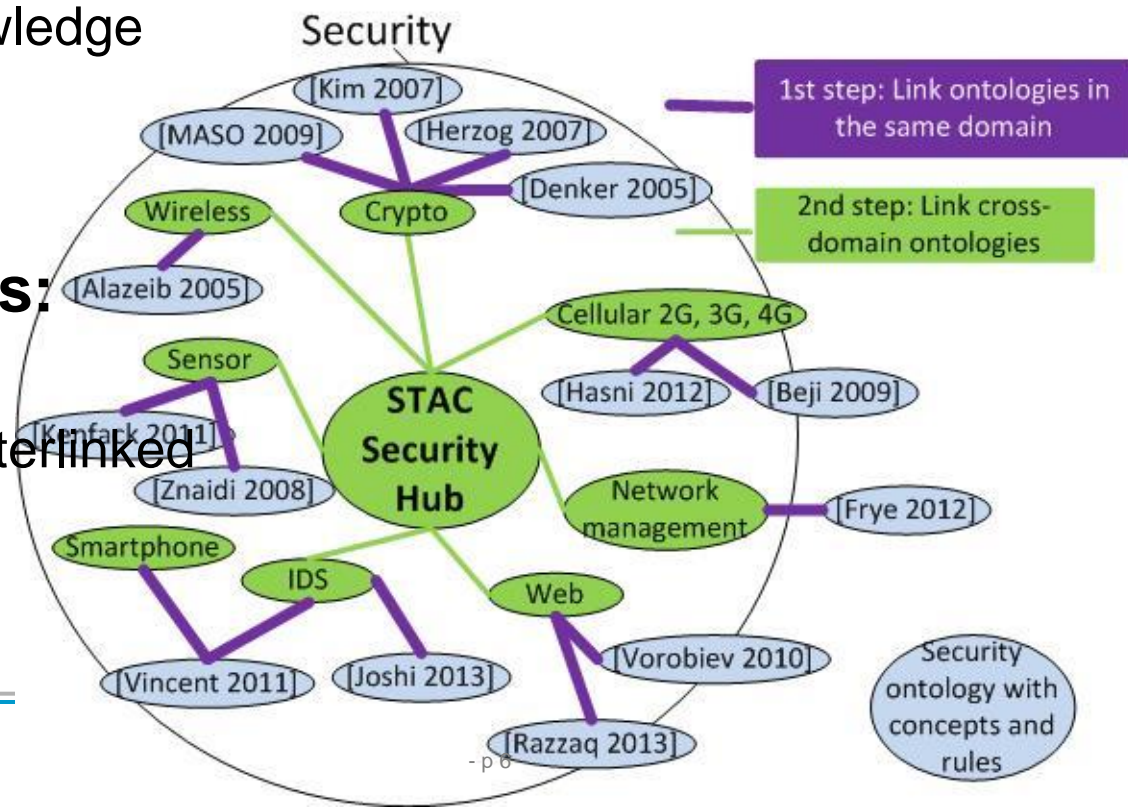 wledge
Security
[Kim 2007]
[MASO 2009]
[Herzog 2007]
[Denker 2005]
Wireless
Crypto
[Alazeib 2005]
s:
1st step: Link ontologies in
the same domain
2nd step: Link cross-
domain ontologies
Cellular 2G, 3G, 4G
[Hasni 2012]
[Beji 2009]
Sensor
[Kenfack 2011]
terlinked
[Znaidi 2008]
STAC
Security
Hub
Network
management
[Frye 2012]
Smartphone
IDS
Web
[Vincent 2011]
[Joshi 2013]
[Vorobiev 2010]
[Razzaq 2013]
Security
ontology with
concepts and
rules
- p 6